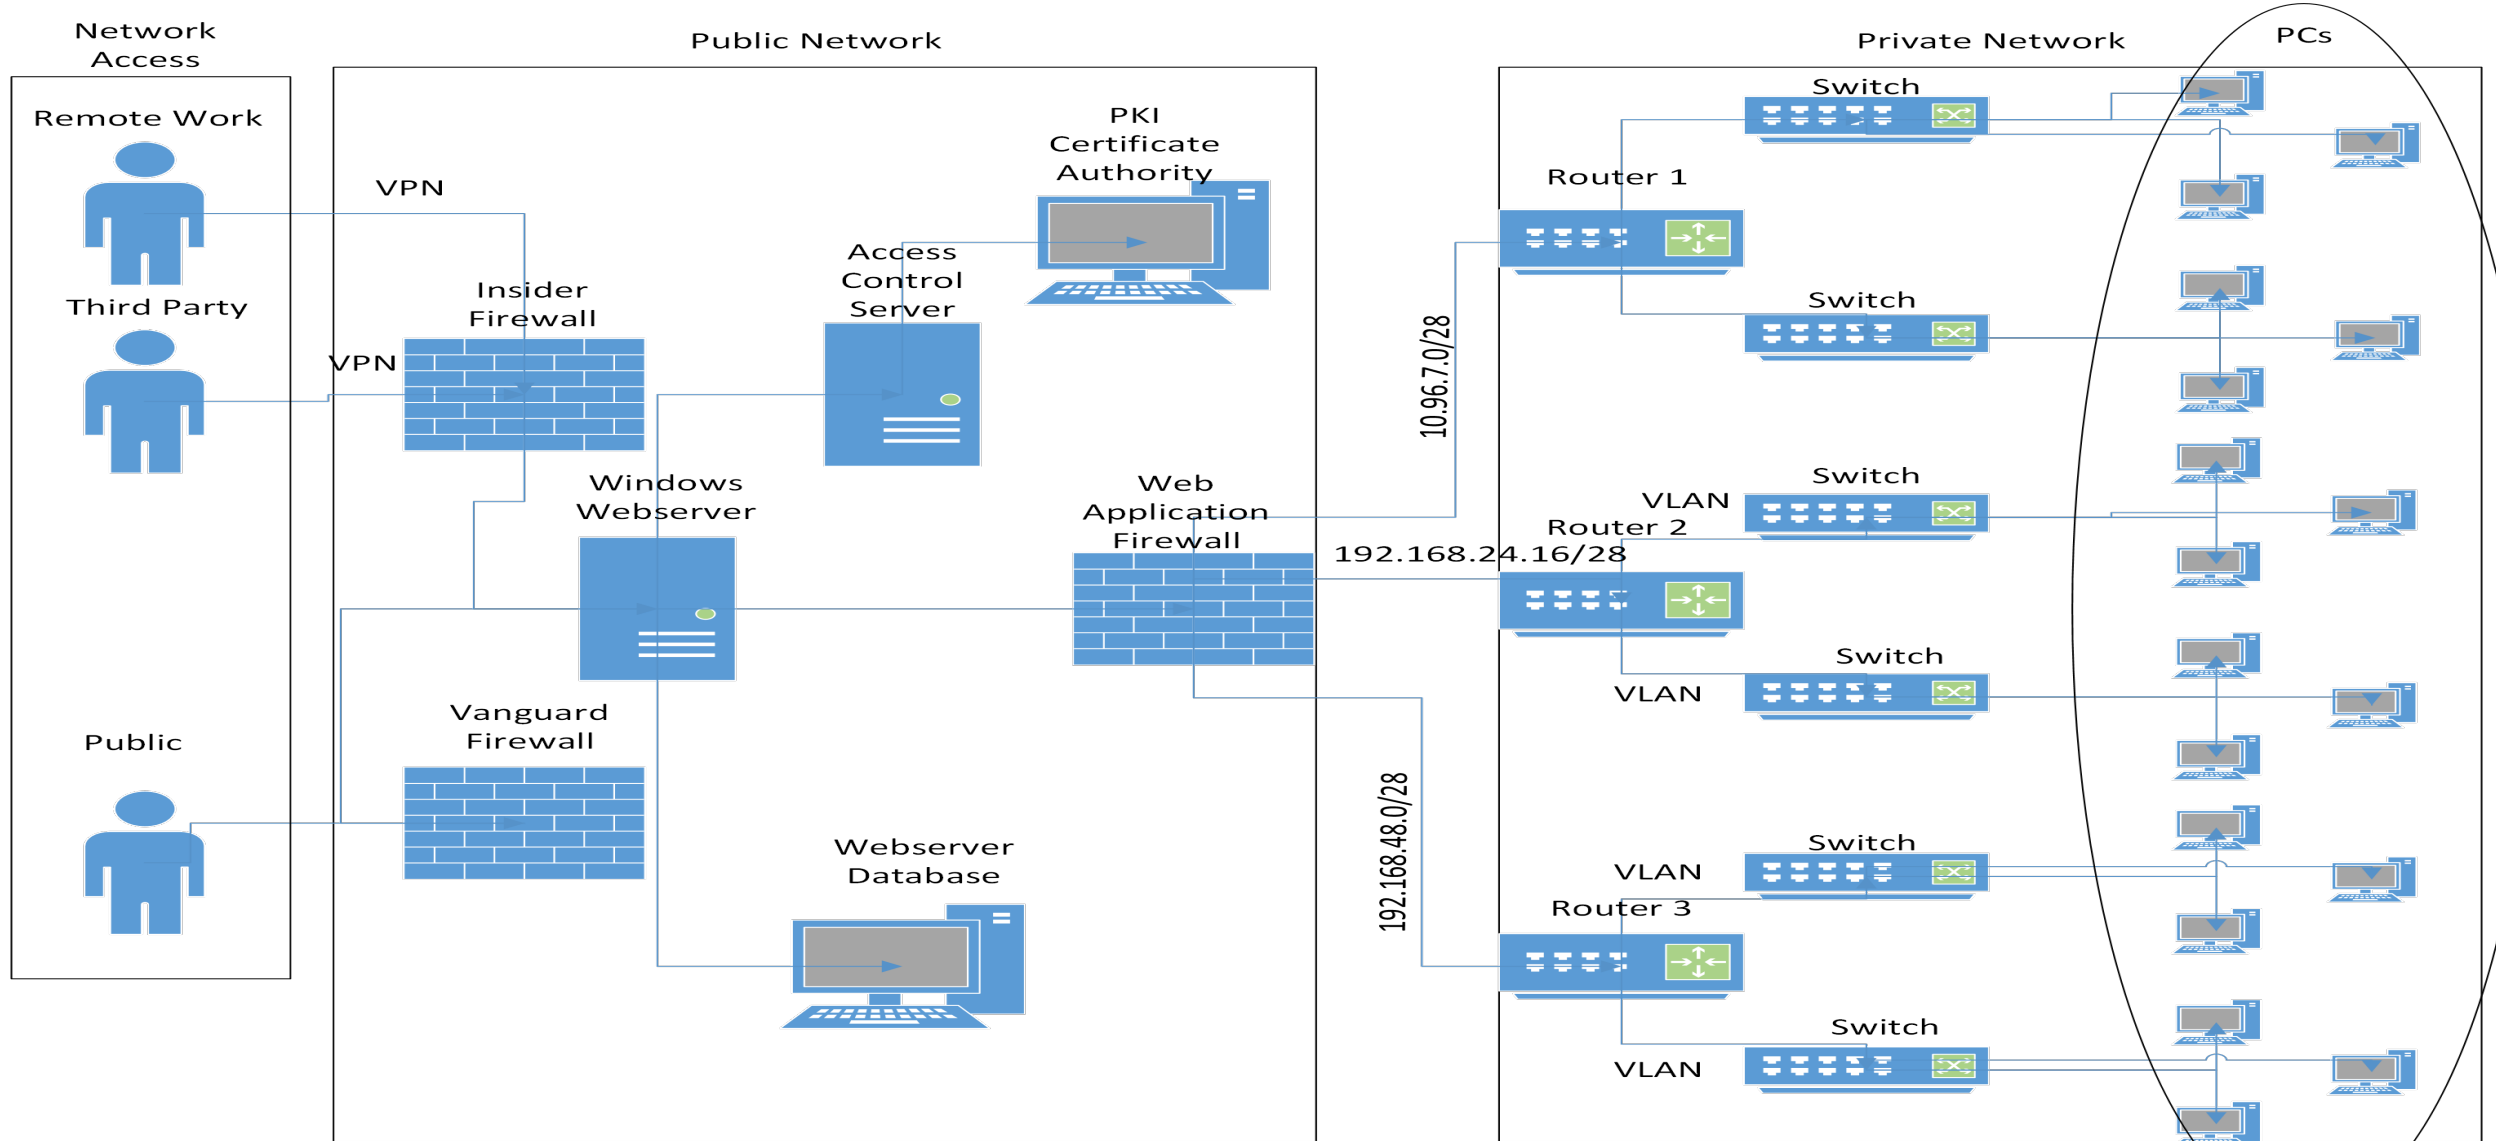 Network
Access
Remote Work
Third Party
Public
Public Network
VPN
VPN
Insider
Firewall
Windows
Webserver
Vanguard
Firewall
Access
Control
Server
PKI
Certificate
Authority
Web
Application
Firewall
Webserver
Database
10.96.7.0/28
192.168.24.16/28
192.168.48.0/28
Private Network
PCs
Switch
Router 1
Switch
Switch
VLAN
Router 2
Switch
VLAN
Switch
VLAN
Router 3
Switch
VLAN